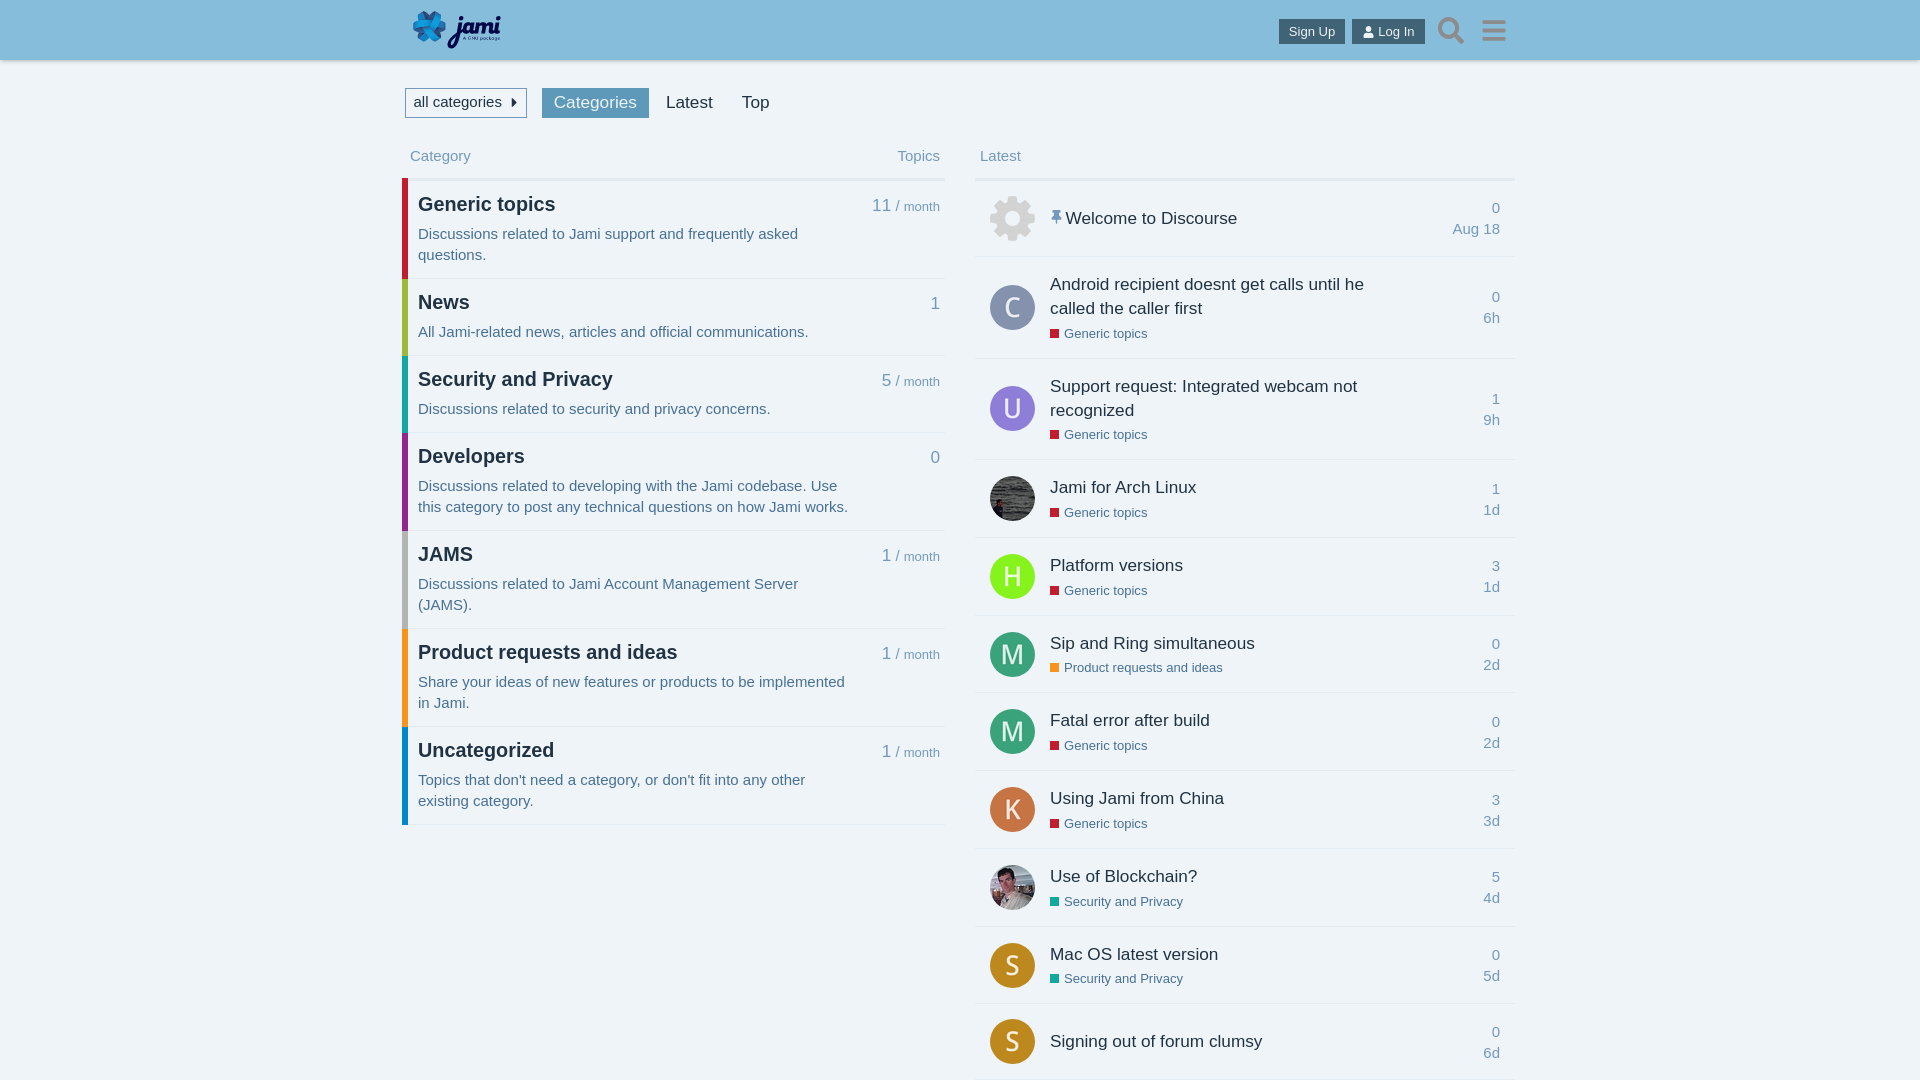 jami
A GNU package
Sign Up
Log In
all categories
Categories
Latest
Top
Category
Topics
Generic topics
11 / month
Discussions related to Jami support and frequently asked
questions.
News
1
All Jami-related news, articles and official communications.
Security and Privacy
5 / month
Discussions related to security and privacy concerns.
Developers
0
Discussions related to developing with the Jami codebase. Use
this category to post any technical questions on how Jami works.
JAMS
1 / month
Discussions related to Jami Account Management Server
(JAMS).
Product requests and ideas
1 / month
Share your ideas of new features or products to be implemented
in Jami.
Uncategorized
1 / month
Topics that don't need a category, or don't fit into any other
existing category.
Latest
Welcome to Discourse
0
Aug 18
C
Android recipient doesnt get calls until he
called the caller first
Generic topics
0
6h
U
Support request: Integrated webcam not
recognized
Generic topics
1
9h
Jami for Arch Linux
Generic topics
1
1d
H
Platform versions
Generic topics
3
1d
M
Sip and Ring simultaneous
Product requests and ideas
0
2d
M
Fatal error after build
Generic topics
0
2d
K
Using Jami from China
Generic topics
3
3d
Use of Blockchain?
Security and Privacy
5
4d
S
Mac OS latest version
Security and Privacy
0
5d
S
Signing out of forum clumsy
0
6d